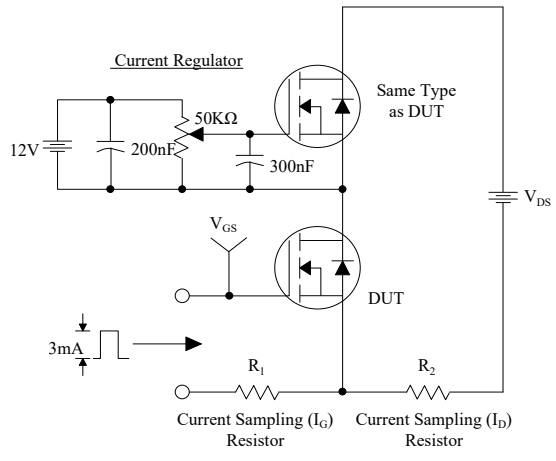 Current Regulator
Same Type
as DUT
50KΩ
12V
200nF
300nF
V_DS
V_GS
DUT
3mA
R_1
R_2
Current Sampling (I_G)
Resistor
Current Sampling (I_D)
Resistor